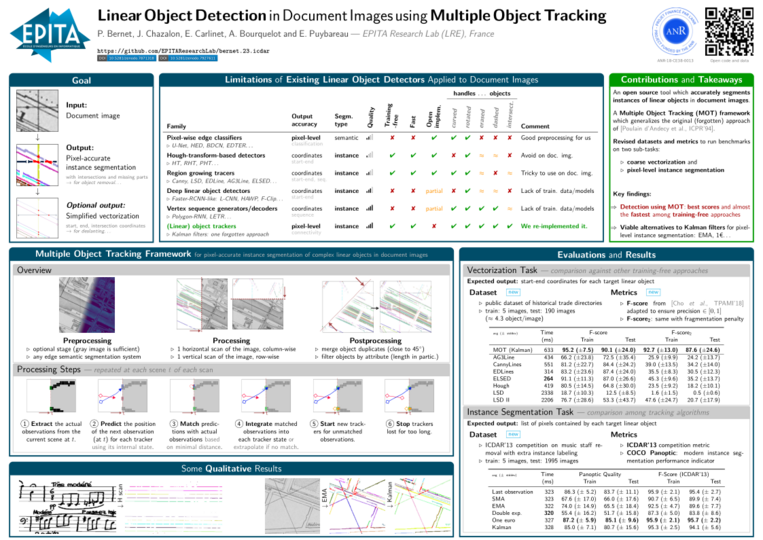 Linear Object Detection in Document Images using Multiple Object Tracking
P. Bernet, J. Chazalon, E. Carlinet, A. Bourquelot and E. Puybareau — EPITA Research Lab (LRE), France
EPITA
https://github.com/EPITAResearchLab/bernet.23.icdar
ANR
Open code and data
Goal
Input:
Document image
Output:
Pixel-accurate
instance segmentation
with intersections and missing parts
→ for object removal...
Optional output:
Simplified vectorization
start, end, intersection coordinates
Limitations of Existing Linear Object Detectors Applied to Document Images
handles ... objects
Family
Output accuracy
Segm. type
Quality
Training -free
Fast
Open implem.
curved
rotated
dashed
intersect.
Comment
Pixel-wise edge classifiers
▹ U-Net, HED, BDCN, EDTER...
pixel-level
semantic
Good preprocessing for us
Hough-transform-based detectors
▹ HT, RHT, PHT...
coordinates
start-end
instance
Avoid on doc. img.
Region growing tracers
▹ Canny, LSD, EDLine, AG3Line, ELSED...
coordinates
instance
Tricky to use on doc. img.
Deep linear object detectors
▹ Faster-RCNN-like: L-CNN, HAWP, F-Clip...
coordinates
start-end
instance
partial
Lack of train. data/models
Vertex sequence generators/decoders
▹ Polygon-RNN, LETR...
coordinates
sequence
instance
partial
Lack of train. data/models
(Linear) object trackers
▹ Kalman filters: one forgotten approach
pixel-level
connectivity
instance
We re-implemented it.
Contributions and Takeaways
An open source tool which accurately segments
instances of linear objects in document images.
A Multiple Object Tracking (MOT) framework
which generalizes the original (forgotten) approach of
[Poulain d'Andecy et al., ICPR'94].
Revised datasets and metrics to run benchmarks
on two sub-tasks:
▹ coarse vectorization and
▹ pixel-level instance segmentation.
Key findings:
⇒ Detection using MOT: best scores and almost
the fastest among training-free approaches
⇒ Viable alternatives to Kalman filters for pixel-
level instance segmentation: EMA, 1€...
Multiple Object Tracking Framework for pixel-accurate instance segmentation of complex linear objects in document images
Overview
Preprocessing
▹ optional stage (gray image is sufficient)
▹ any edge semantic segmentation system
Processing
▹ 1 horizontal scan of the image, column-wise
▹ 1 vertical scan of the image, row-wise
Postprocessing
▹ merge object duplicates (close to 45°)
▹ filter objects by attribute (length in partic.)
Processing Steps — repeated at each scene t of each scan
1 Extract the actual
observations from the
current scene at t.
2 Predict the position
of the next observation
(at t) for each tracker
using its internal state.
3 Match predic-
tions with actual
observations based
on minimal distance.
4 Integrate matched
observations into
each tracker state or
extrapolate if no match.
5 Start new track-
ers for unmatched
observations.
6 Stop trackers
lost for too long.
Some Qualitative Results
Tres modéré
H scan
EMA
Kalman
Evaluations and Results
Vectorization Task — comparison against other training-free approaches
Expected output: start-end coordinates for each target linear object
Dataset new
▹ public dataset of historical trade directories
▹ train: 5 images, test: 190 images
(≈ 4.3 object/image)
Metrics new
▹ F-score from [Cho et al., TPAMI'18]
adapted to ensure precision ∈ [0,1]
▹ F-score₂: same with fragmentation penalty
Time (ms) F-score F-score₂
Train Test Train Test
MOT (Kalman) 633 95.2 (±7.5) 90.1 (±24.0) 92.7 (±13.0) 87.6 (±24.6)
AG3Line 434 66.2 (±23.8) 72.5 (±35.4) 25.9 (±9.9) 24.2 (±13.7)
CannyLines 551 81.2 (±22.7) 84.4 (±24.2) 39.0 (±13.5) 34.2 (±14.0)
EDLines 314 83.2 (±23.6) 87.4 (±24.0) 35.5 (±8.3) 30.5 (±12.3)
ELSED 264 91.1 (±11.3) 87.0 (±26.6) 45.3 (±9.6) 35.2 (±13.7)
Hough 419 80.5 (±14.5) 64.8 (±30.0) 23.5 (±9.2) 18.2 (±10.1)
LSD 2338 18.7 (±10.3) 12.5 (±8.5) 1.6 (±1.5) 0.5 (±0.6)
LSD II 2206 76.7 (±28.6) 53.3 (±43.7) 47.6 (±24.7) 20.7 (±17.9)
Instance Segmentation Task — comparison among tracking algorithms
Expected output: list of pixels contained by each target linear object
Dataset new
▹ ICDAR'13 competition on music staff re-
moval with extra instance labeling
▹ train: 5 images, test: 1995 images
Metrics
▹ ICDAR'13 competition metric
▹ COCO Panoptic: modern instance seg-
mentation performance indicator
Time (ms) Panoptic Quality F-Score (ICDAR'13)
Train Test Train Test
Last observation 323 86.3 (± 5.2) 83.7 (±11.1) 95.9 (± 2.1) 95.4 (± 2.7)
SMA 323 67.6 (±17.0) 66.8 (±17.6) 90.7 (± 6.5) 89.9 (± 7.4)
EMA 322 74.0 (±14.9) 65.5 (±18.4) 92.5 (± 4.7) 89.6 (± 7.7)
Double exp. 320 55.4 (±16.2) 51.7 (±15.8) 87.3 (± 5.0) 83.8 (± 8.6)
One euro 327 87.2 (± 5.9) 85.1 (± 9.6) 95.9 (± 2.1) 95.7 (± 2.2)
Kalman 328 85.0 (± 7.1) 80.7 (±15.6) 95.3 (± 2.5) 94.1 (± 5.6)